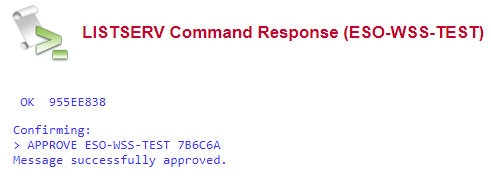 LISTSERV Command Response (ESO-WSS-TEST)
OK  955EE838
Confirming:
> APPROVE ESO-WSS-TEST 7B6C6A
Message successfully approved.